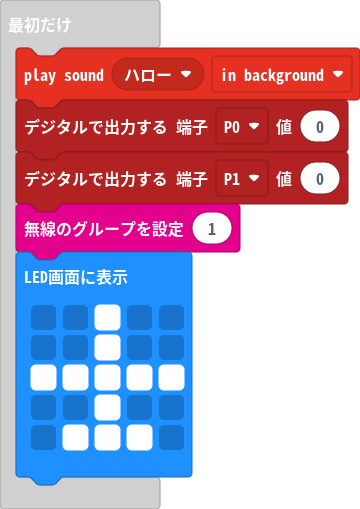 最初だけ
play sound ハロー in background
デジタルで出力する 端子 P0 値 0
デジタルで出力する 端子 P1 値 0
無線のグループを設定 1
LED画面に表示